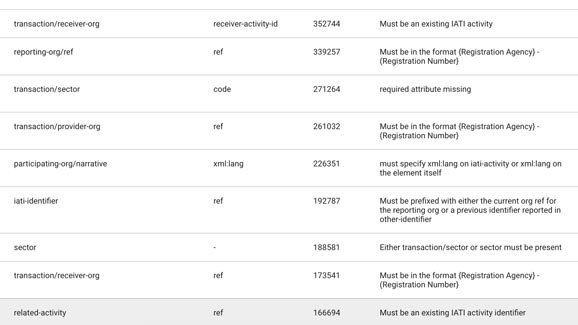 transaction/receiver-org receiver-activity-id 352744 Must be an existing IATI activity
reporting-org/ref ref 339257 Must be in the format {Registration Agency} -
{Registration Number}
transaction/sector code 271264 required attribute missing
transaction/provider-org ref 261032 Must be in the format {Registration Agency} -
{Registration Number}
participating-org/narrative xml:lang 226351 must specify xml:lang on iati-activity or xml:lang on
the element itself
iati-identifier ref 192787 Must be prefixed with either the current org ref for
the reporting org or a previous identifier reported in
other-identifier
sector - 188581 Either transaction/sector or sector must be present
transaction/receiver-org ref 173541 Must be in the format {Registration Agency} -
{Registration Number}
related-activity ref 166694 Must be an existing IATI activity identifier